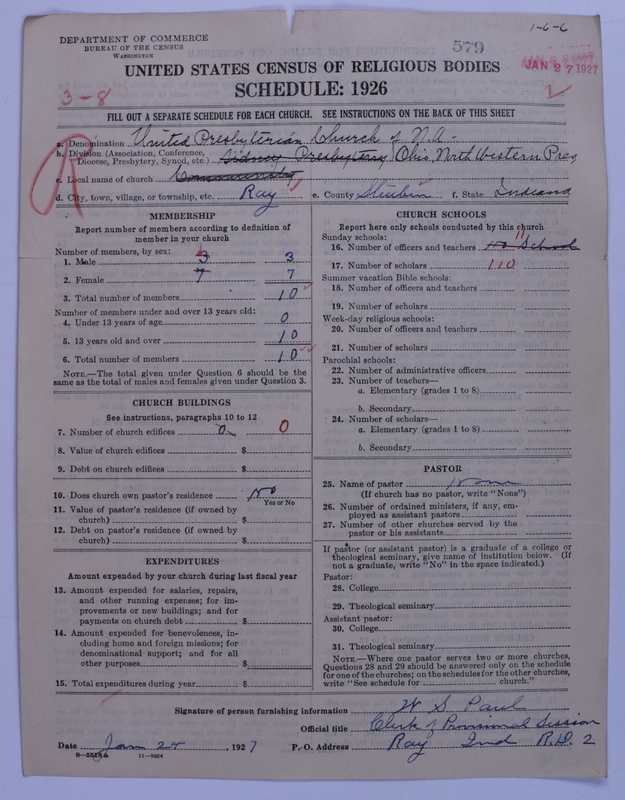 1-6-6
DEPARTMENT OF COMMERCE
BUREAU OF THE CENSUS
WASHINGTON
579
JAN 27 1927
UNITED STATES CENSUS OF RELIGIOUS BODIES
SCHEDULE: 1926
3-8
FILL OUT A SEPARATE SCHEDULE FOR EACH CHURCH. SEE INSTRUCTIONS ON THE BACK OF THIS SHEET
a. Denomination United Presbyterian Church of N.A.
b. Division (Association, Conference, Diocese, Presbytery, Synod, etc.) Sidney Presbytery Ohio North Western Pres
c. Local name of church Community
d. City, town, village, or township, etc. Ray e. County Steubin f. State Indiana
MEMBERSHIP
Report number of members according to definition of
member in your church
Number of members, by sex:
1. Male 3 3
2. Female 7 7
3. Total number of members 10
Number of members under and over 13 years old:
4. Under 13 years of age 0
5. 13 years old and over 10
6. Total number of members 10
NOTE.—The total given under Question 6 should be
same as the total of males and females given under Question 3.
CHURCH BUILDINGS
See instructions, paragraphs 10 to 12
7. Number of church edifices 0 0
8. Value of church edifices $
9. Debt on church edifices $
10. Does church own pastor's residence No
Yes or No
11. Value of pastor's residence (if owned by
church) $
12. Debt on pastor's residence (if owned by
church) $
EXPENDITURES
Amount expended by your church during last fiscal year
13. Amount expended for salaries, repairs,
and other running expenses; for im-
provements or new buildings; and for
payments on church debt $
14. Amount expended for benevolences, in-
cluding home and foreign missions; for
denominational support; and for all
other purposes $
15. Total expenditures during year $
CHURCH SCHOOLS
Report here only schools conducted by this church
Sunday schools:
11
16. Number of officers and teachers No School
17. Number of scholars 110
Summer vacation Bible schools:
18. Number of officers and teachers
19. Number of scholars
Week-day religious schools:
20. Number of officers and teachers
21. Number of scholars
Parochial schools:
22. Number of administrative officers
23. Number of teachers—
a. Elementary (grades 1 to 8)
b. Secondary
24. Number of scholars—
a. Elementary (grades 1 to 8)
b. Secondary
PASTOR
25. Name of pastor None
(If church has no pastor, write "None")
26. Number of ordained ministers, if any, em-
ployed as assistant pastors
27. Number of other churches served by the
pastor or his assistants
If pastor (or assistant pastor) is a graduate of a college or
theological seminary, give name of institution below. (If
not a graduate, write "No" in the space indicated.)
Pastor:
28. College
29. Theological seminary
Assistant pastor:
30. College
31. Theological seminary
NOTE.—Where one pastor serves two or more churches,
Questions 28 and 29 should be answered only on the schedule
for one of the churches; on the schedules for the other churches,
write "See schedule for church."
Signature of person furnishing information W S Paul
Official title Clerk of Provisional Session
Date Jan 24, 1927 P. O. Address Ray Ind R.D. 2
11-9054